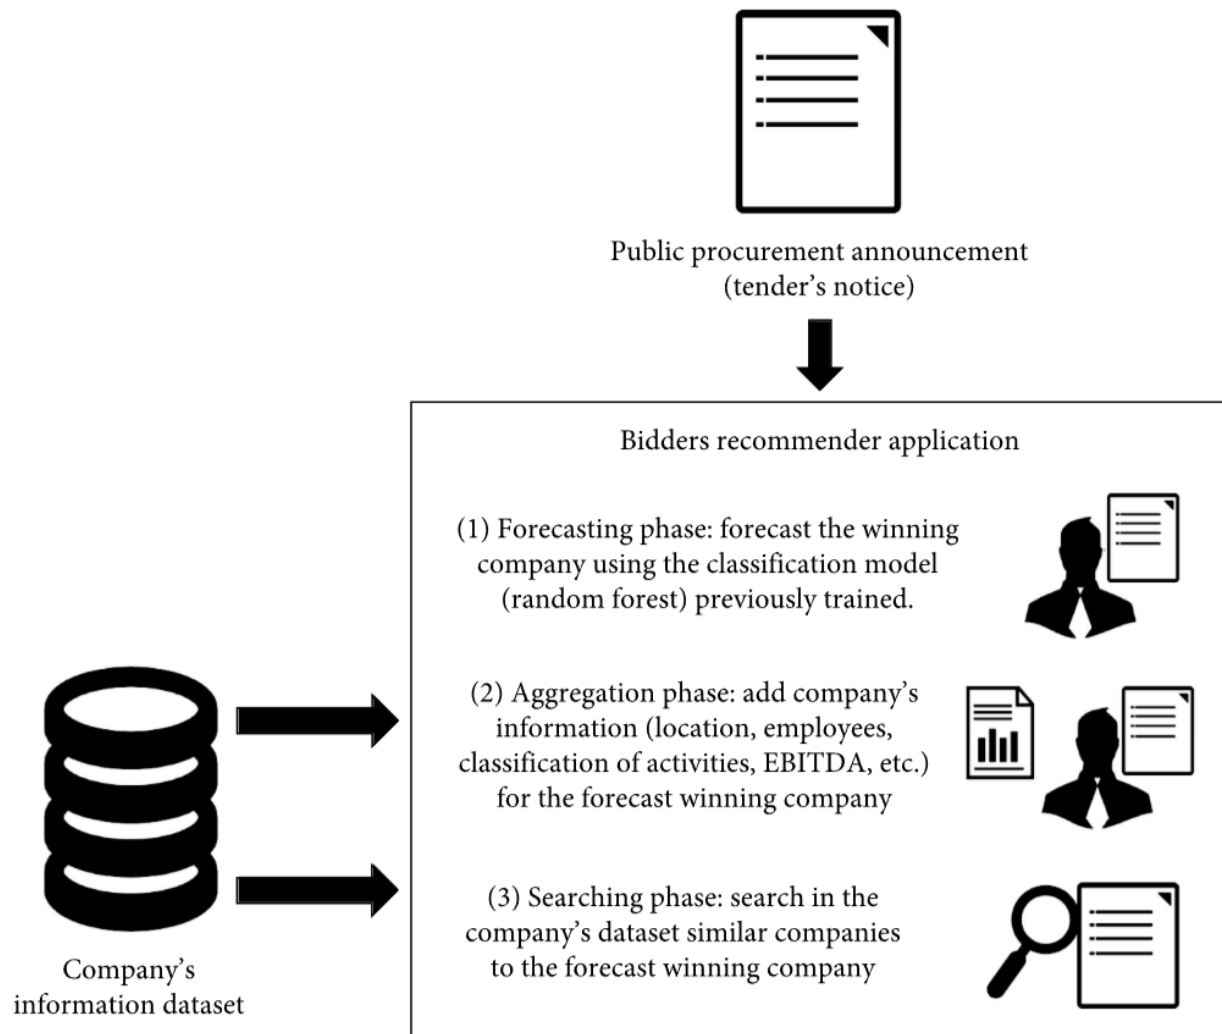 Public procurement announcement
(tender's notice)
Bidders recommender application
(1) Forecasting phase: forecast the winning
company using the classification model
(random forest) previously trained.
(2) Aggregation phase: add company's
information (location, employees,
classification of activities, EBITDA, etc.)
for the forecast winning company
(3) Searching phase: search in the
company's dataset similar companies
to the forecast winning company
Company's
information dataset